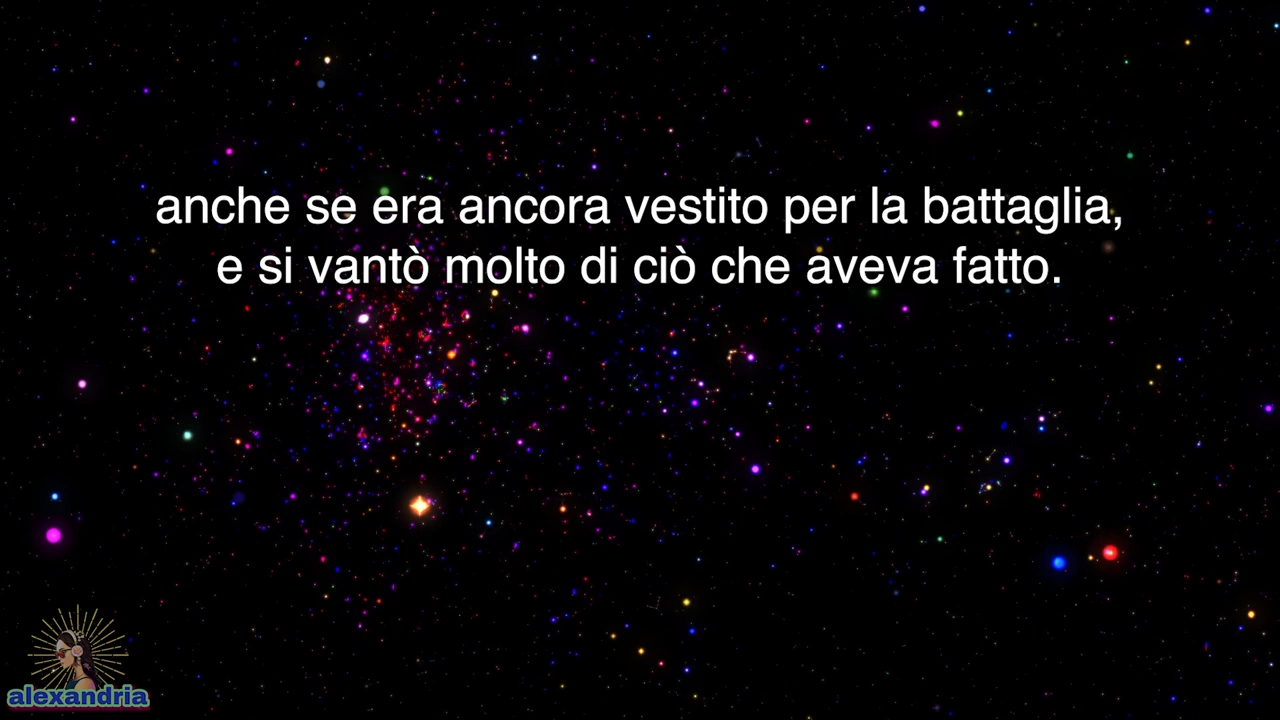 anche se era ancora vestito per la battaglia,
e si vantò molto di ciò che aveva fatto.
alexandria